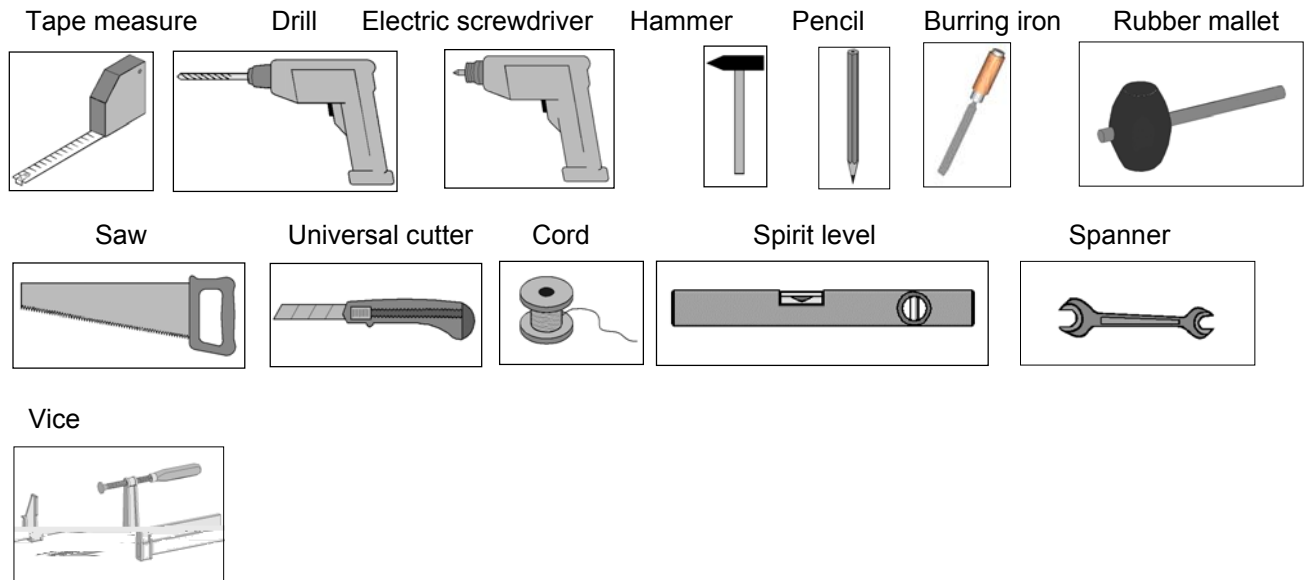 Tape measure Drill Electric screwdriver Hammer Pencil Burring iron Rubber mallet
Saw Universal cutter Cord Spirit level Spanner
Vice